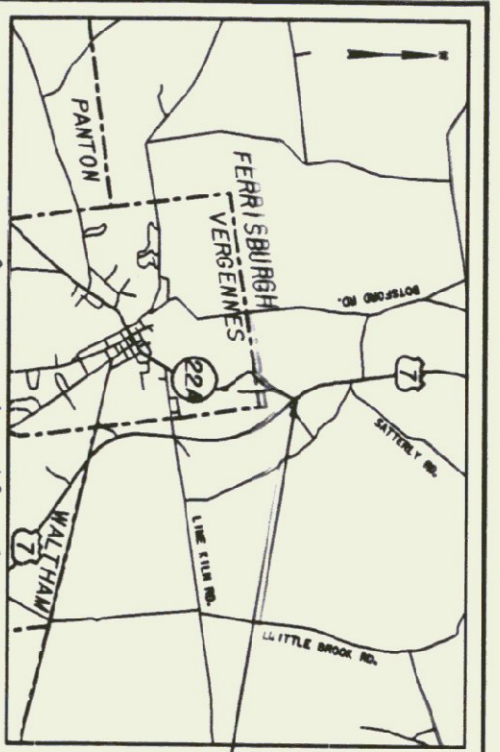 PANTON
FERRISBURGH
VERGENNES
BOTSFORD RD.
7
22A
SATTERLY RD.
LIME KILN RD.
WALTHAM
7
LITTLE BROOK RD.
N